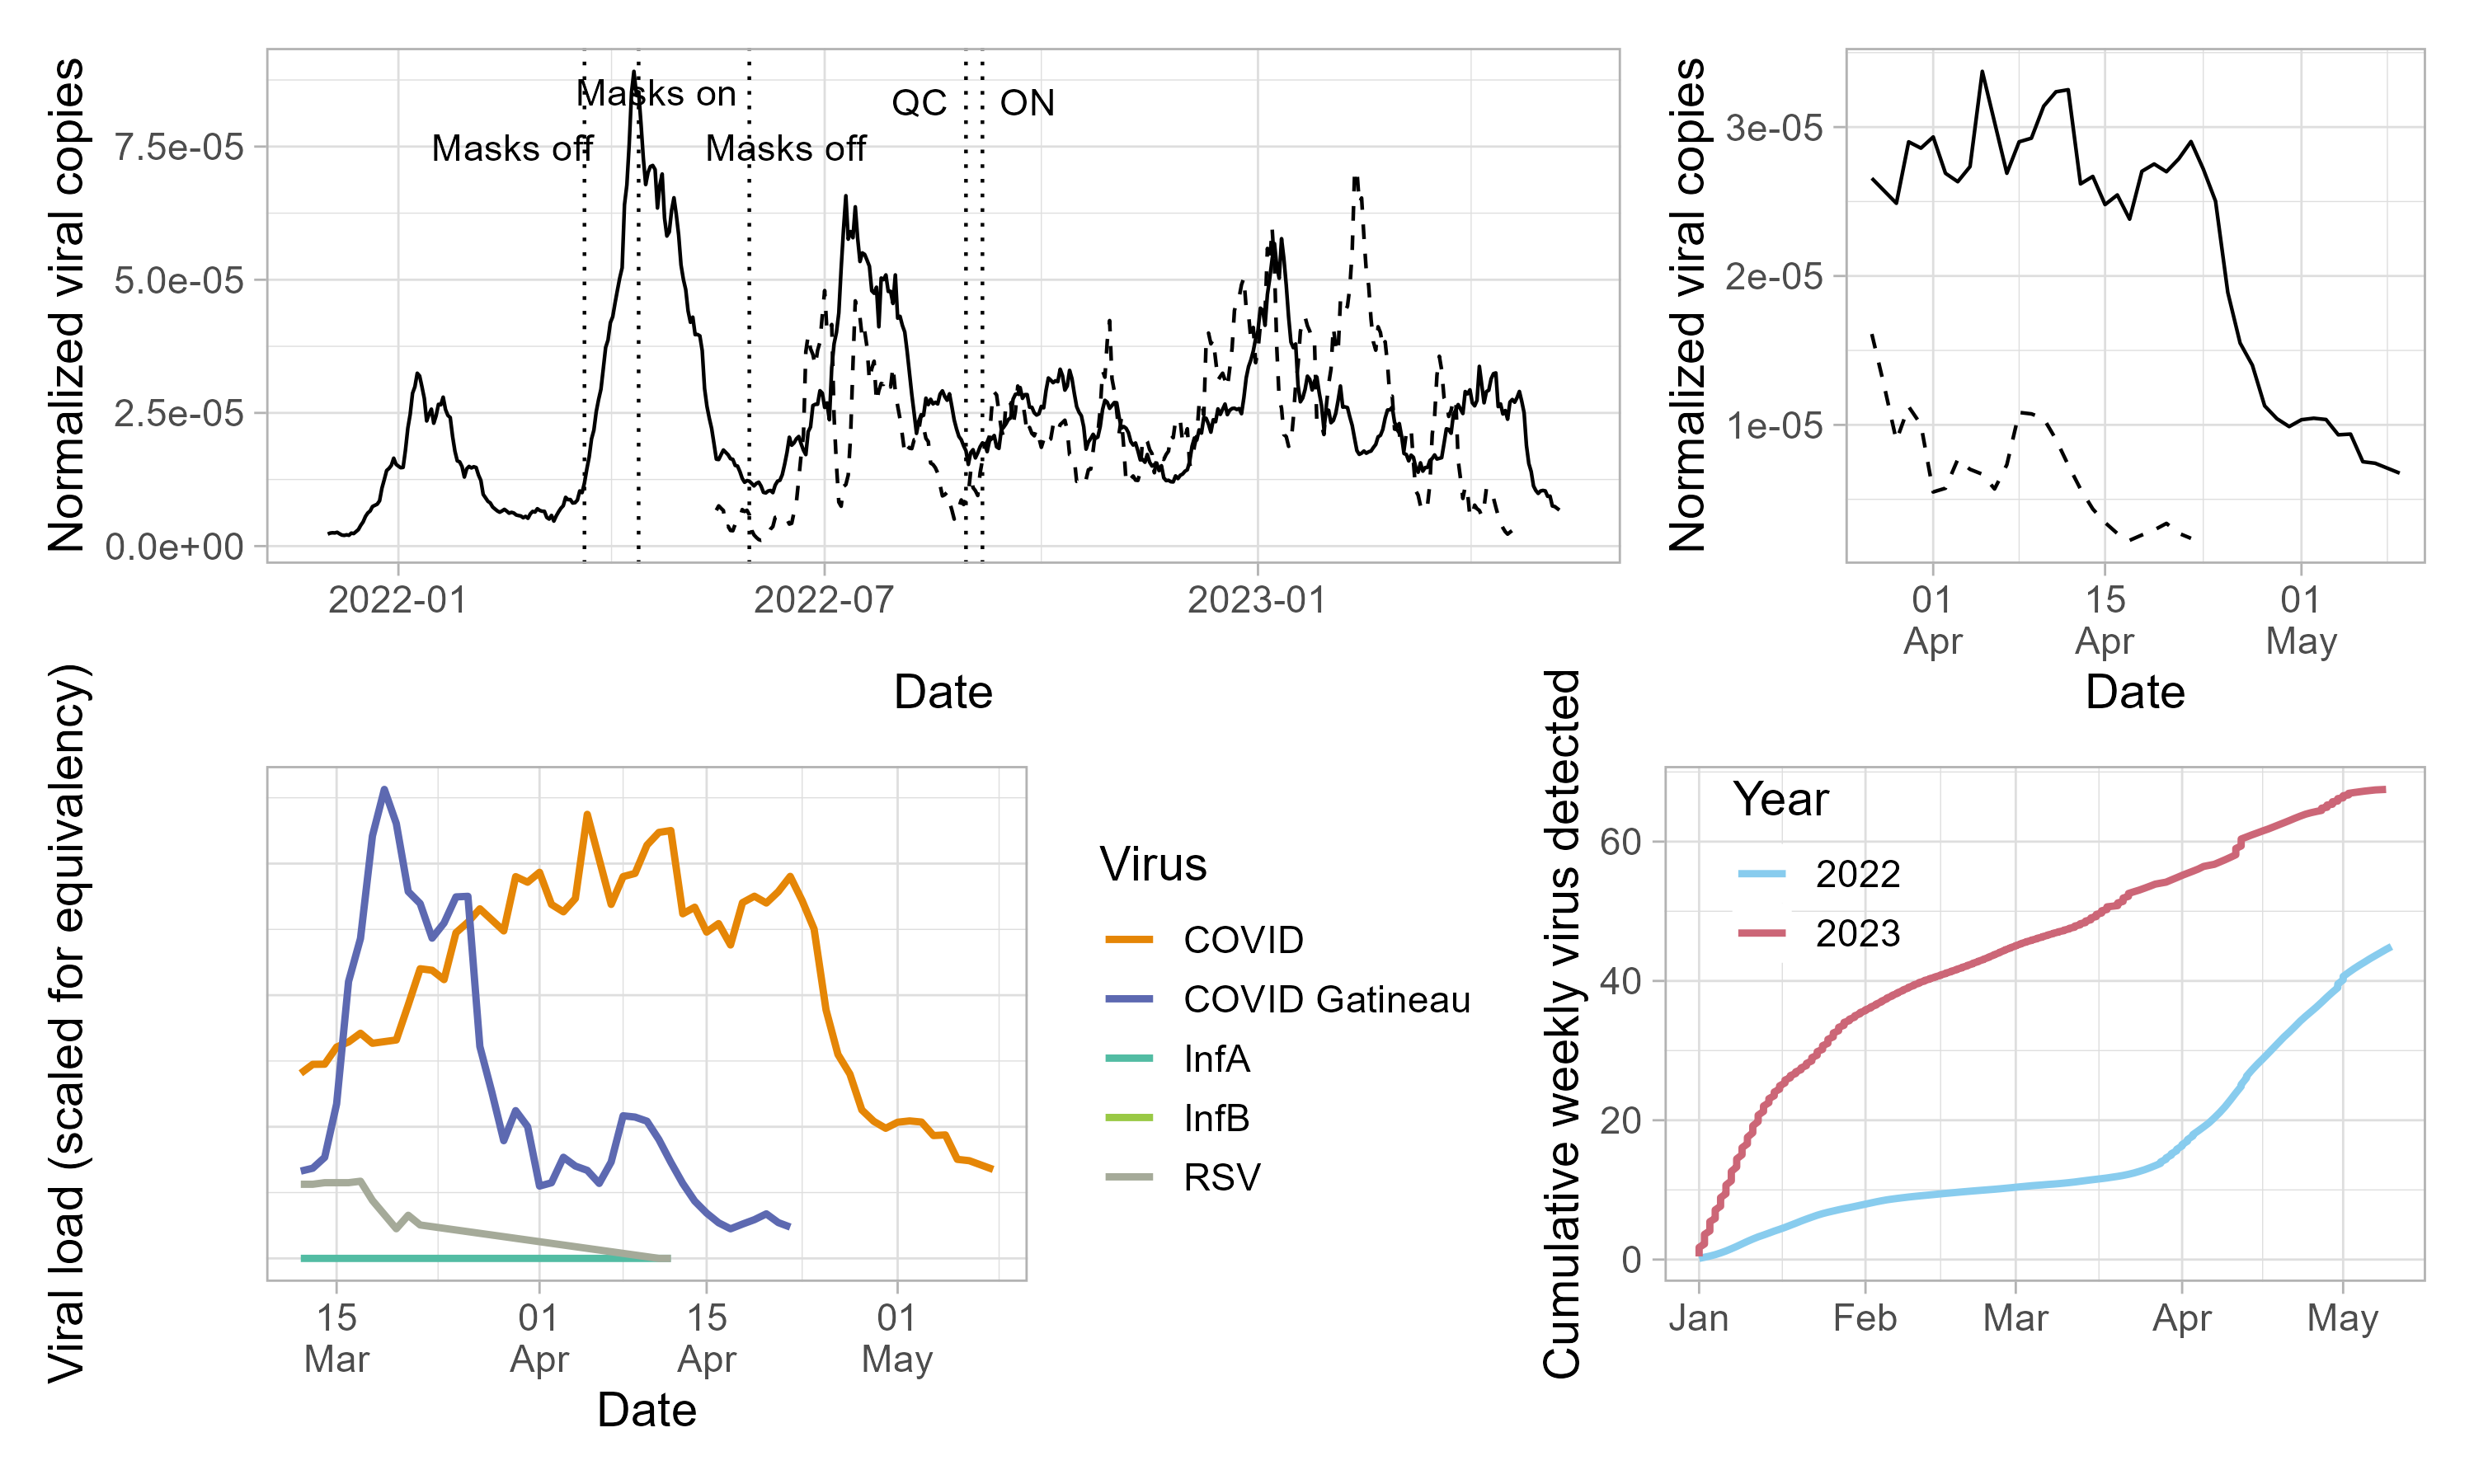 Normalized viral copies
7.5e-05
5.0e-05
2.5e-05
0.0e+00
Masks off
Masks on
Masks off
QC
ON
2022-01
2022-07
2023-01
Date
Normalized viral copies
3e-05
2e-05
1e-05
01
Apr
15
Apr
01
May
Date
Viral load (scaled for equivalency)
15
Mar
01
Apr
15
Apr
01
May
Date
Virus
COVID
COVID Gatineau
InfA
InfB
RSV
Cumulative weekly virus detected
60
40
20
0
Year
2022
2023
Jan
Feb
Mar
Apr
May